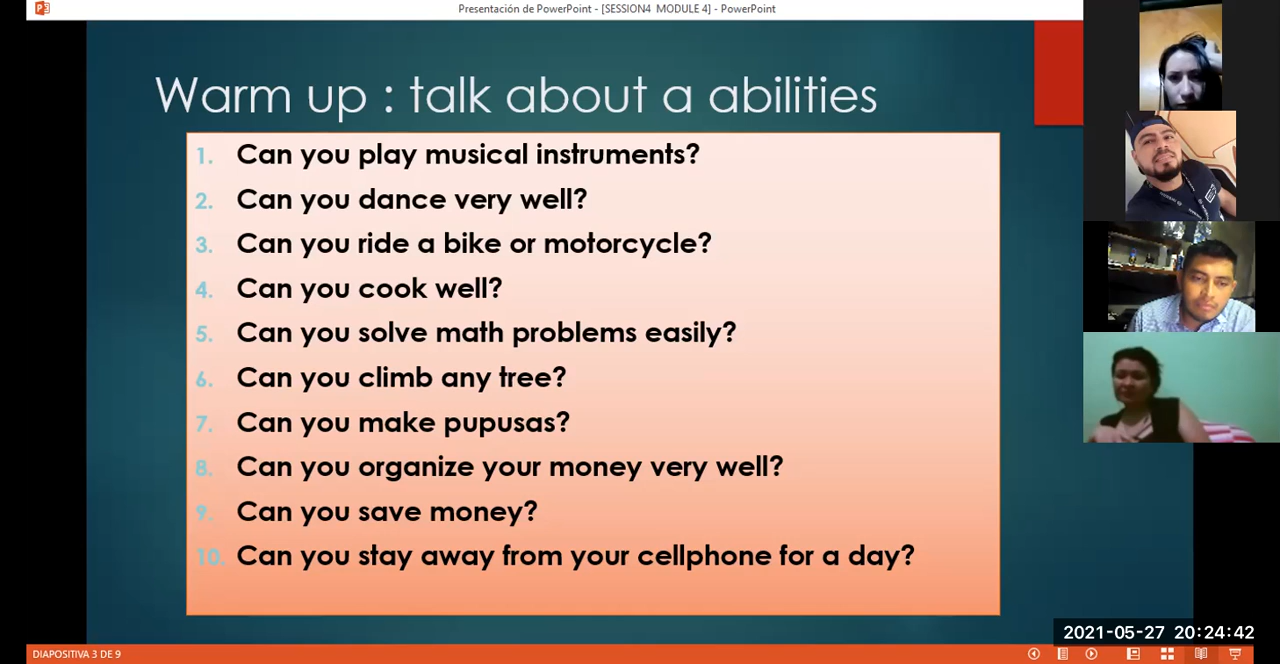 Presentación de PowerPoint - [SESSION4 MODULE 4] - PowerPoint
Warm up : talk about a abilities
1. Can you play musical instruments?
2. Can you dance very well?
3. Can you ride a bike or motorcycle?
4. Can you cook well?
5. Can you solve math problems easily?
6. Can you climb any tree?
7. Can you make pupusas?
8. Can you organize your money very well?
9. Can you save money?
10. Can you stay away from your cellphone for a day?
2021-05-27 20:24:42
DIAPOSITIVA 3 DE 9